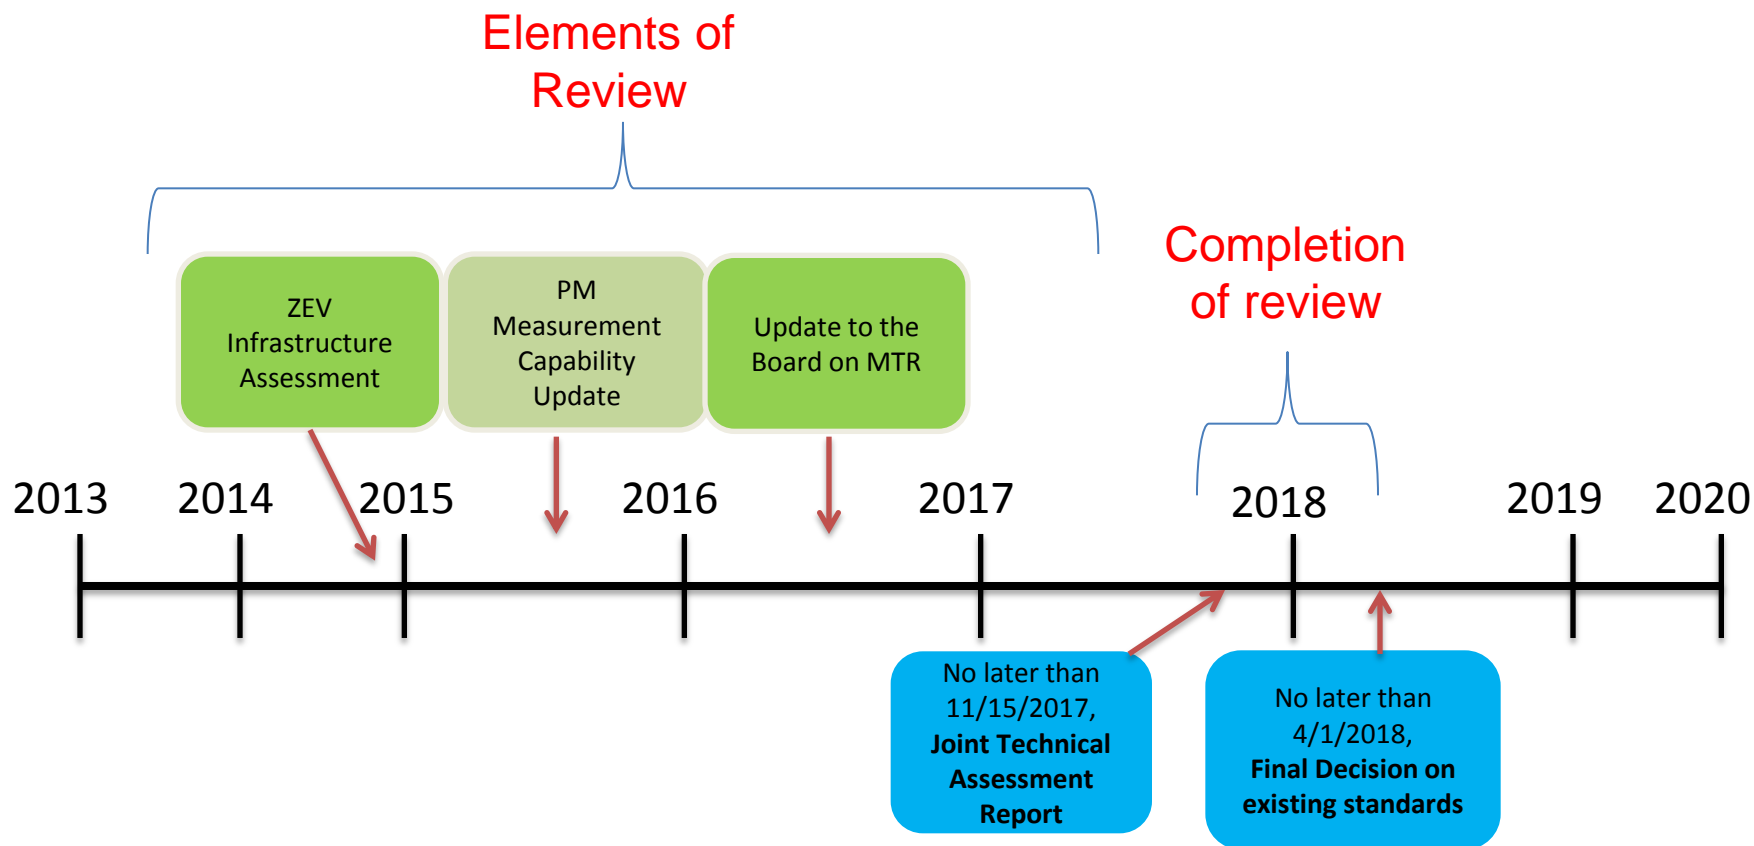 Elements of
Review
Completion
of review
ZEV
Infrastructure
Assessment
PM
Measurement
Capability
Update
Update to the
Board on MTR
2013
2014
2015
2016
2017
2018
2019
2020
No later than
11/15/2017,
Joint Technical
Assessment
Report
No later than
4/1/2018,
Final Decision on
existing standards